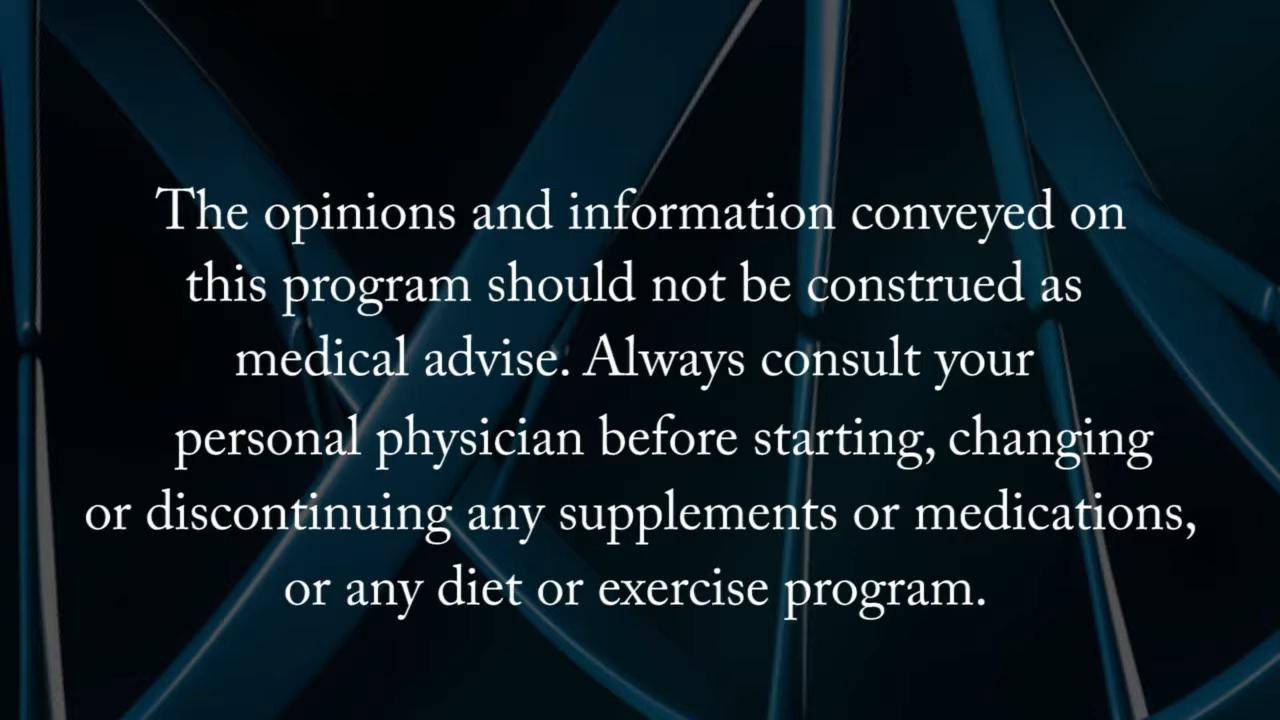 The opinions and information conveyed on
this program should not be construed as
medical advise. Always consult your
personal physician before starting, changing
or discontinuing any supplements or medications,
or any diet or exercise program.